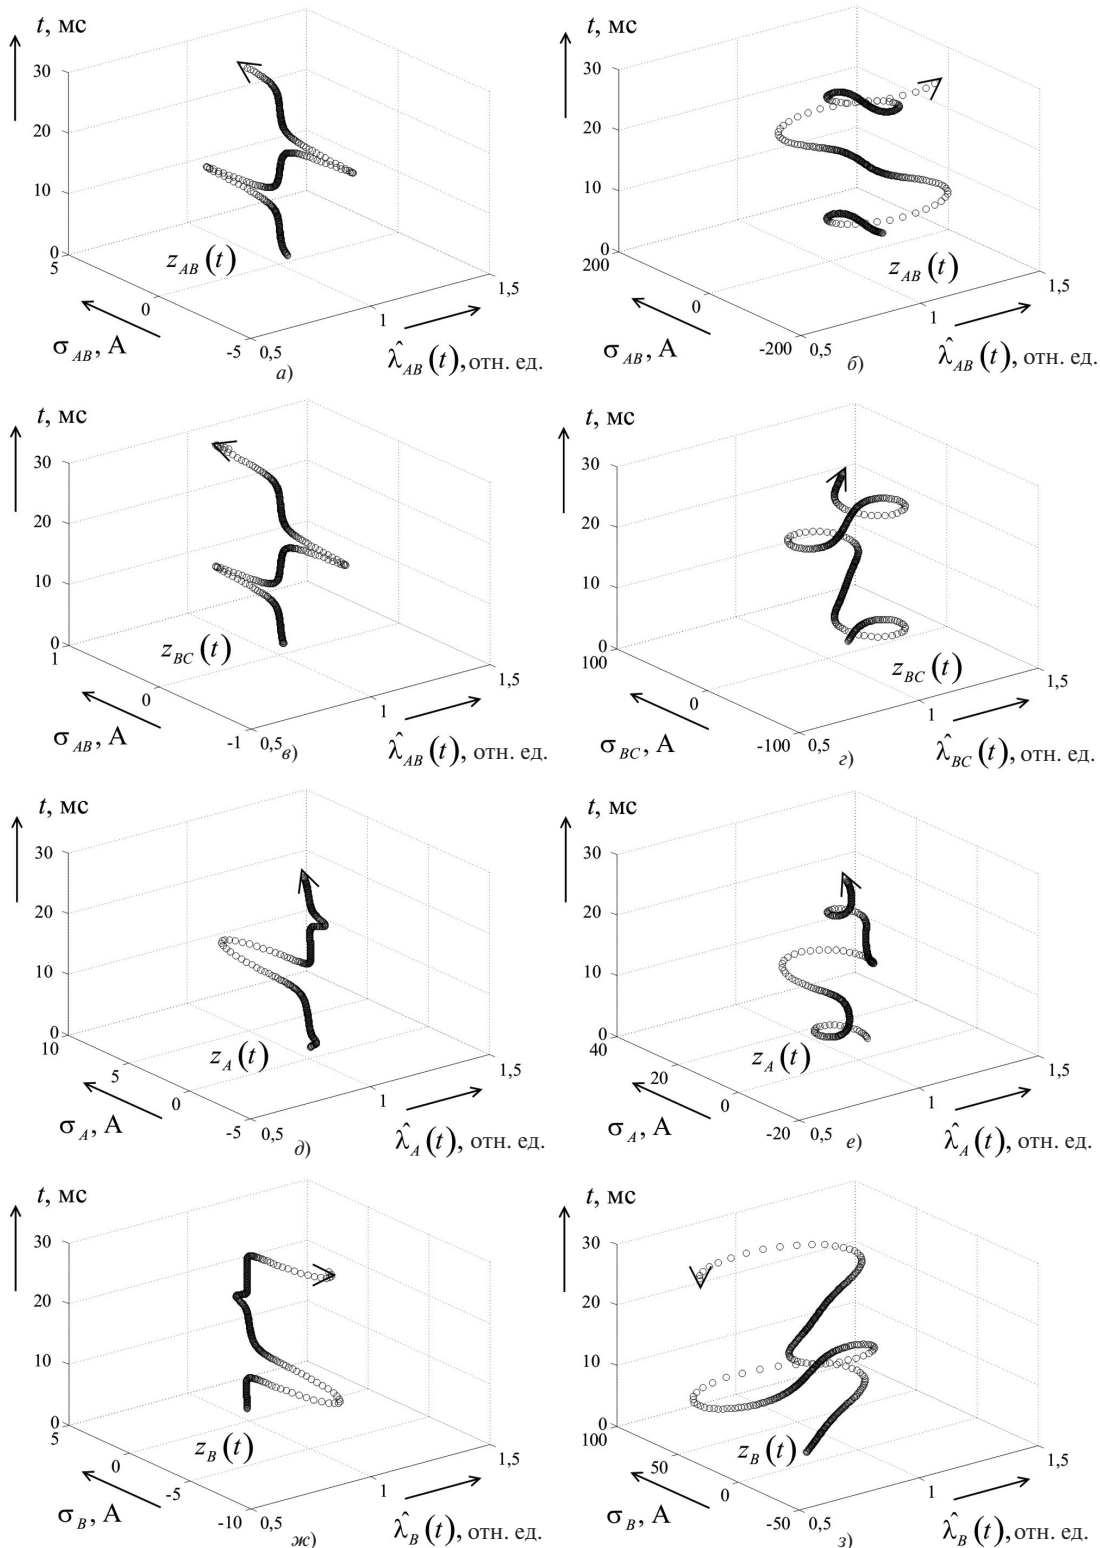 t, мс
30
20
10
0
5
0
-5
z_AB (t)
0,5
1
1,5
σ_AB, А
λ̂_AB (t), отн. ед.
а)
t, мс
30
20
10
0
200
0
-200
z_AB (t)
0,5
1
1,5
σ_AB, А
λ̂_AB (t), отн. ед.
б)
t, мс
30
20
10
0
1
0
-1
z_BC (t)
0,5
1
1,5
σ_AB, А
λ̂_AB (t), отн. ед.
в)
t, мс
30
20
10
0
100
0
-100
z_BC (t)
0,5
1
1,5
σ_BC, А
λ̂_BC (t), отн. ед.
г)
t, мс
30
20
10
0
10
5
0
-5
z_A (t)
0,5
1
1,5
σ_A, А
λ̂_A (t), отн. ед.
д)
t, мс
30
20
10
0
40
20
0
-20
z_A (t)
0,5
1
1,5
σ_A, А
λ̂_A (t), отн. ед.
е)
t, мс
30
20
10
0
5
0
-5
-10
z_B (t)
0,5
1
1,5
σ_B, А
λ̂_B (t), отн. ед.
ж)
t, мс
30
20
10
0
100
50
0
-50
z_B (t)
0,5
1
1,5
σ_B, А
λ̂_B (t), отн. ед.
з)